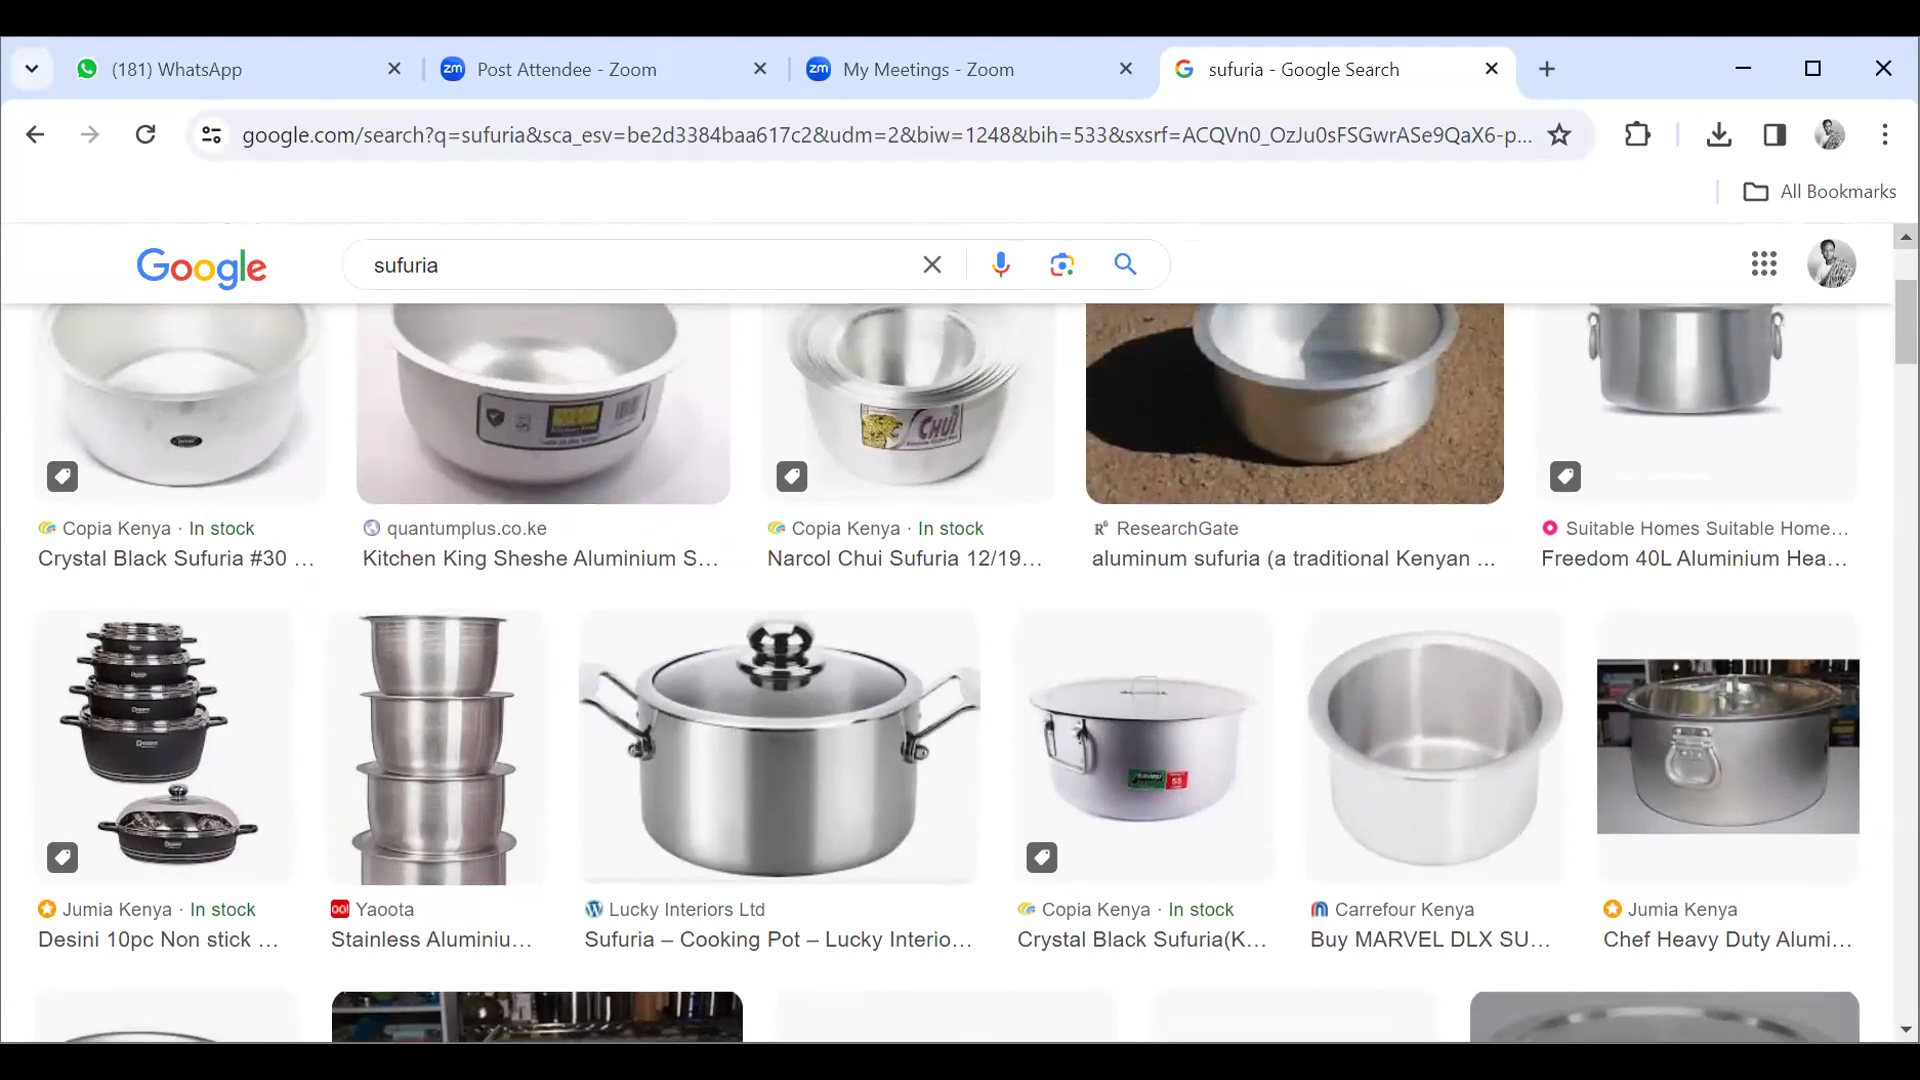 (181) WhatsApp
Post Attendee - Zoom
My Meetings - Zoom
sufuria - Google Search
google.com/search?q=sufuria&sca_esv=be2d3384baa617c2&udm=2&biw=1248&bih=533&sxsrf=ACQVn0_OzJu0sFSGwrASe9QaX6-p...
All Bookmarks
Google
sufuria
CHUI
Copia Kenya · In stock
Crystal Black Sufuria #30 ...
quantumplus.co.ke
Kitchen King Sheshe Aluminium S...
Copia Kenya · In stock
Narcol Chui Sufuria 12/19...
ResearchGate
aluminum sufuria (a traditional Kenyan ...
Suitable Homes Suitable Home...
Freedom 40L Aluminium Hea...
Jumia Kenya · In stock
Desini 10pc Non stick ...
Yaoota
Stainless Aluminiu...
Lucky Interiors Ltd
Sufuria – Cooking Pot – Lucky Interio...
Copia Kenya · In stock
Crystal Black Sufuria(K...
Carrefour Kenya
Buy MARVEL DLX SU...
Jumia Kenya
Chef Heavy Duty Alumi...